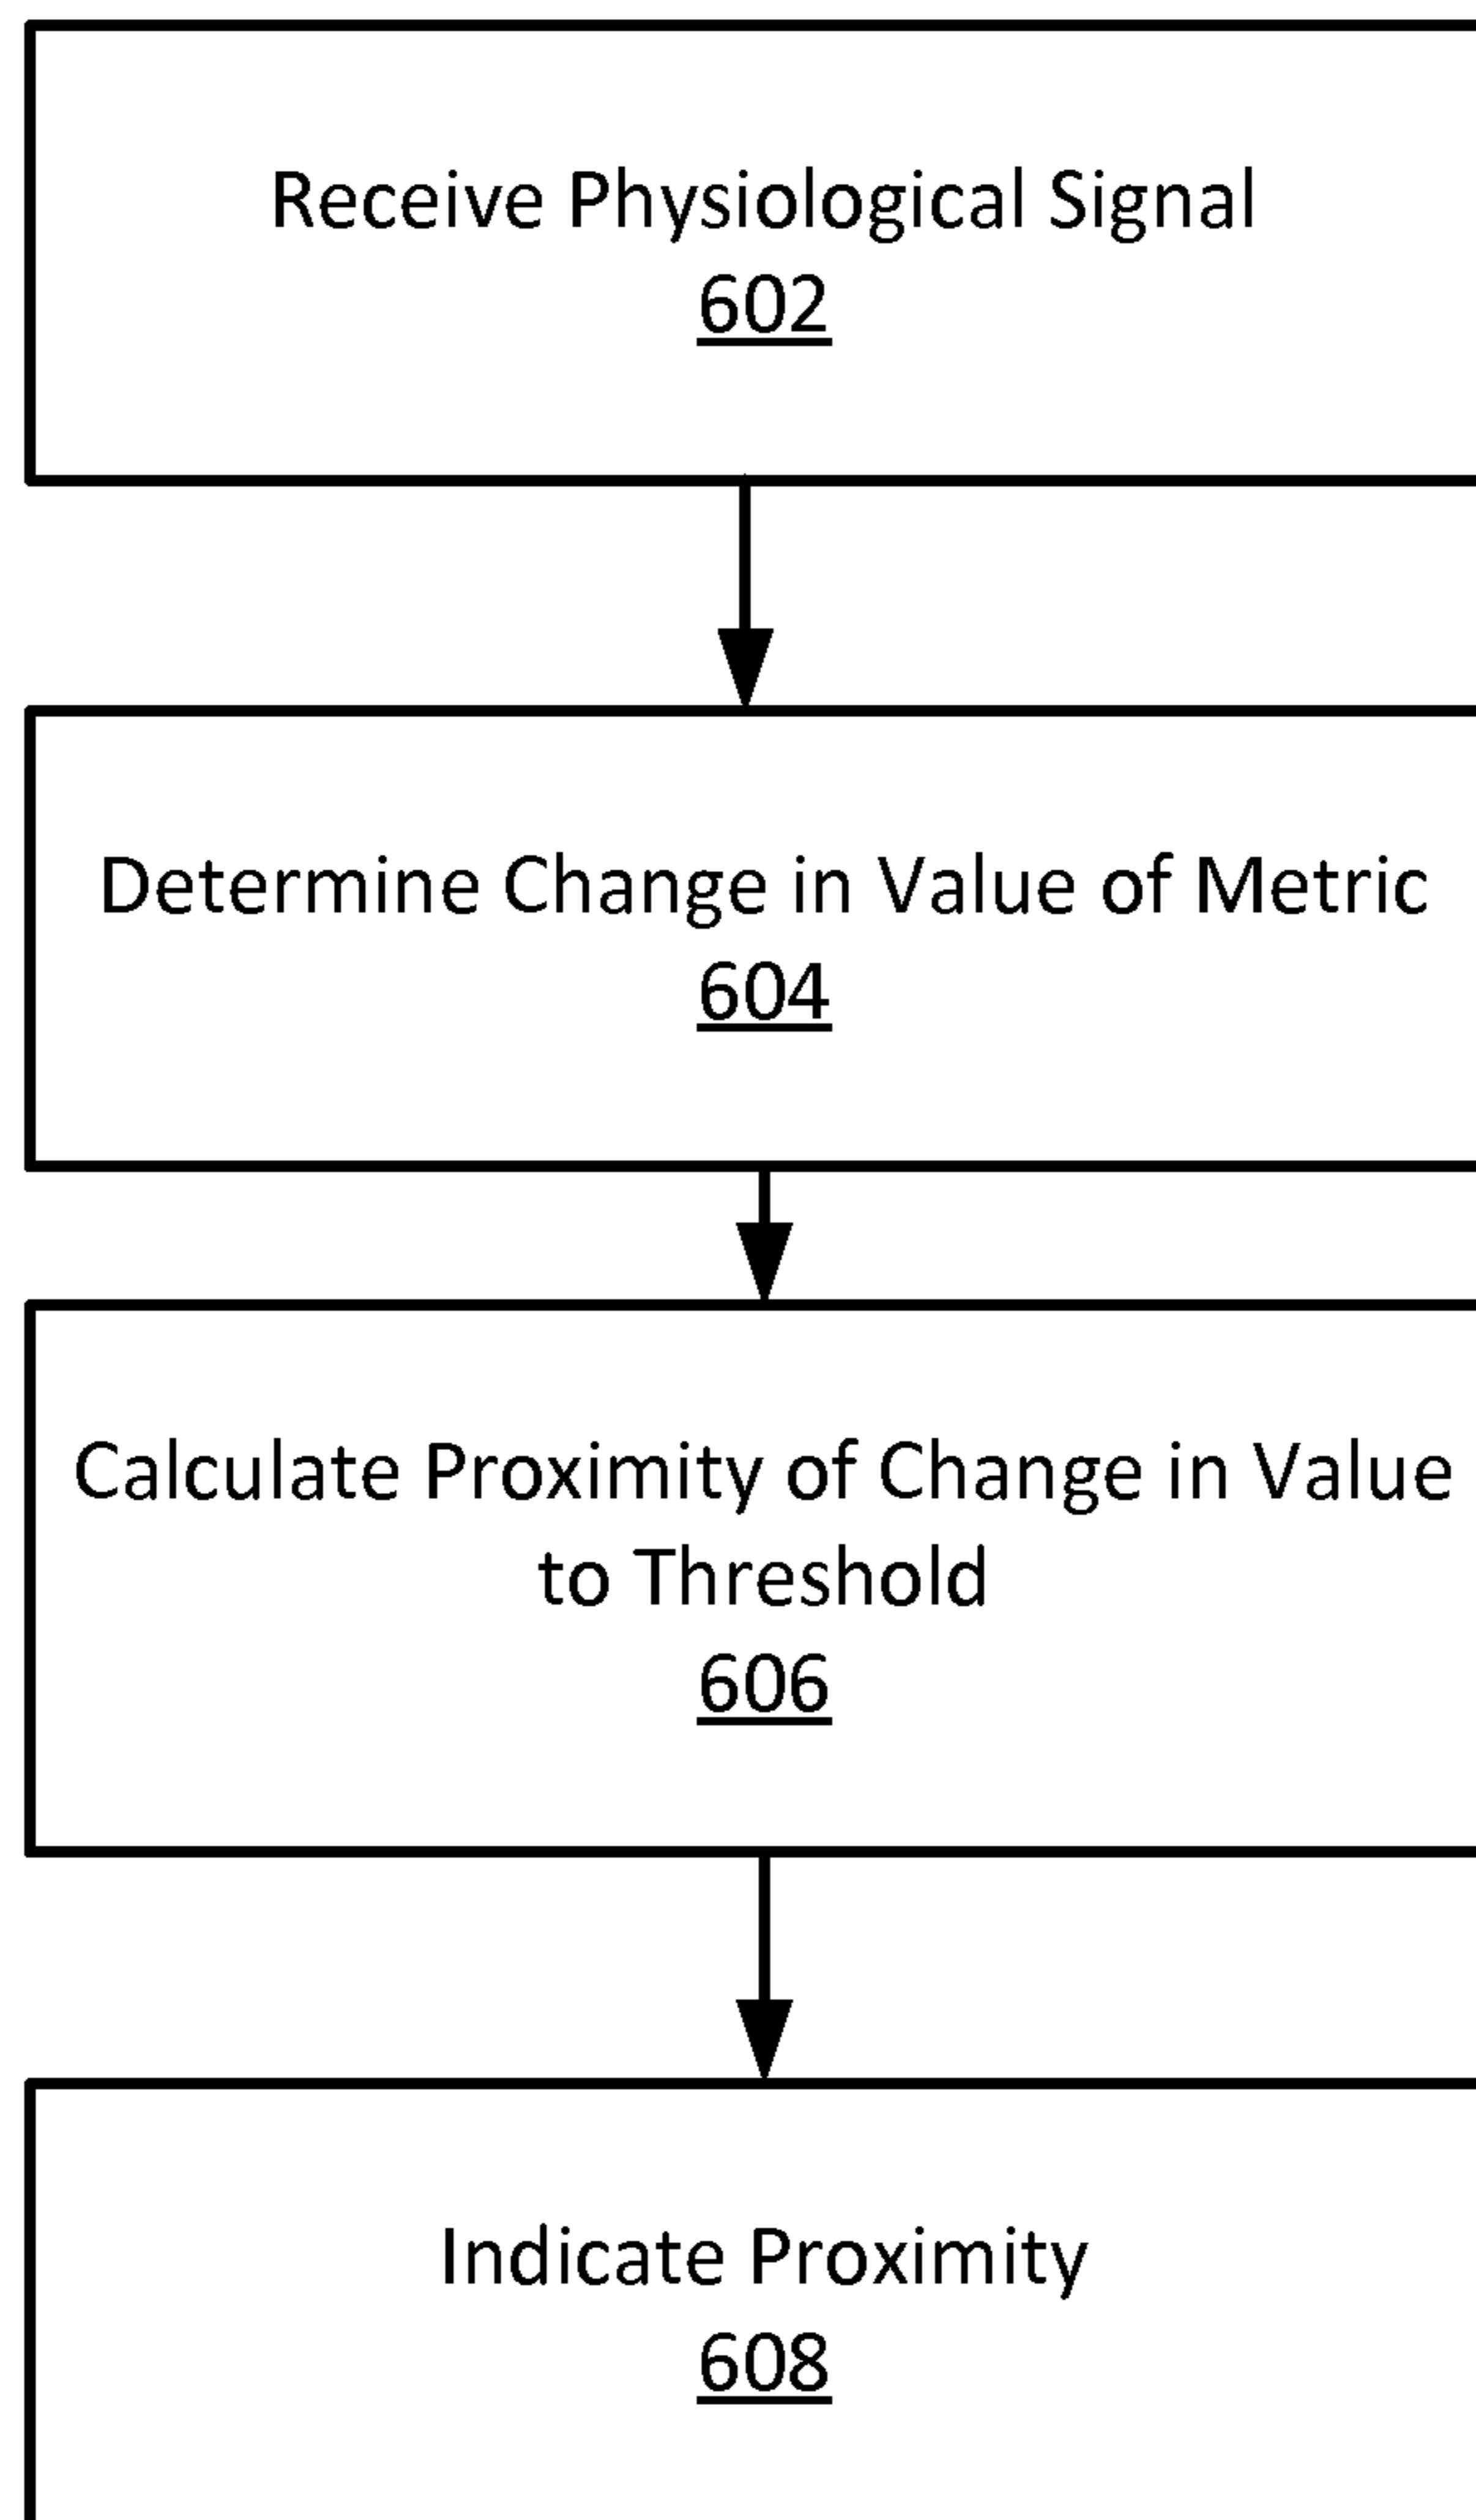 Receive Physiological Signal
602
Determine Change in Value of Metric
604
Calculate Proximity of Change in Value
to Threshold
606
Indicate Proximity
608